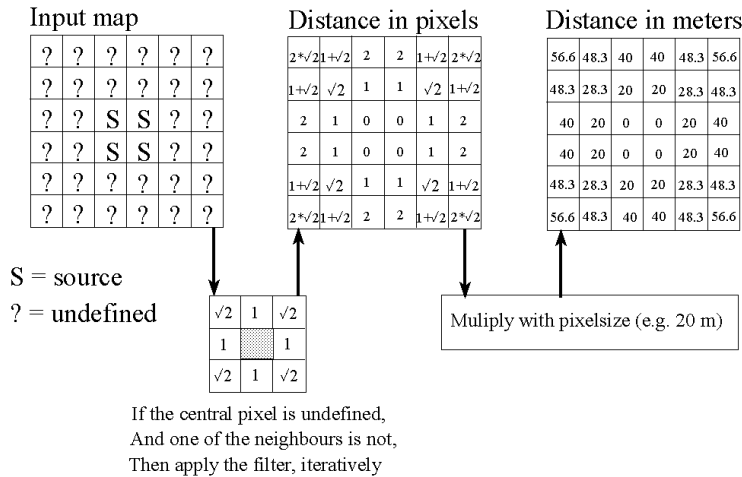 Input map
? ? ? ? ? ?
? ? ? ? ? ?
? ? S S ? ?
? ? S S ? ?
? ? ? ? ? ?
? ? ? ? ? ?
S = source
? = undefined
√2 1 √2
1 1
√2 1 √2
If the central pixel is undefined,
And one of the neighbours is not,
Then apply the filter, iteratively
Distance in pixels
2*√2 1+√2 2 2 1+√2 2*√2
1+√2 √2 1 1 √2 1+√2
2 1 0 0 1 2
2 1 0 0 1 2
1+√2 √2 1 1 √2 1+√2
2*√2 1+√2 2 2 1+√2 2*√2
Muliply with pixelsize (e.g. 20 m)
Distance in meters
56.6 48.3 40 40 48.3 56.6
48.3 28.3 20 20 28.3 48.3
40 20 0 0 20 40
40 20 0 0 20 40
48.3 28.3 20 20 28.3 48.3
56.6 48.3 40 40 48.3 56.6